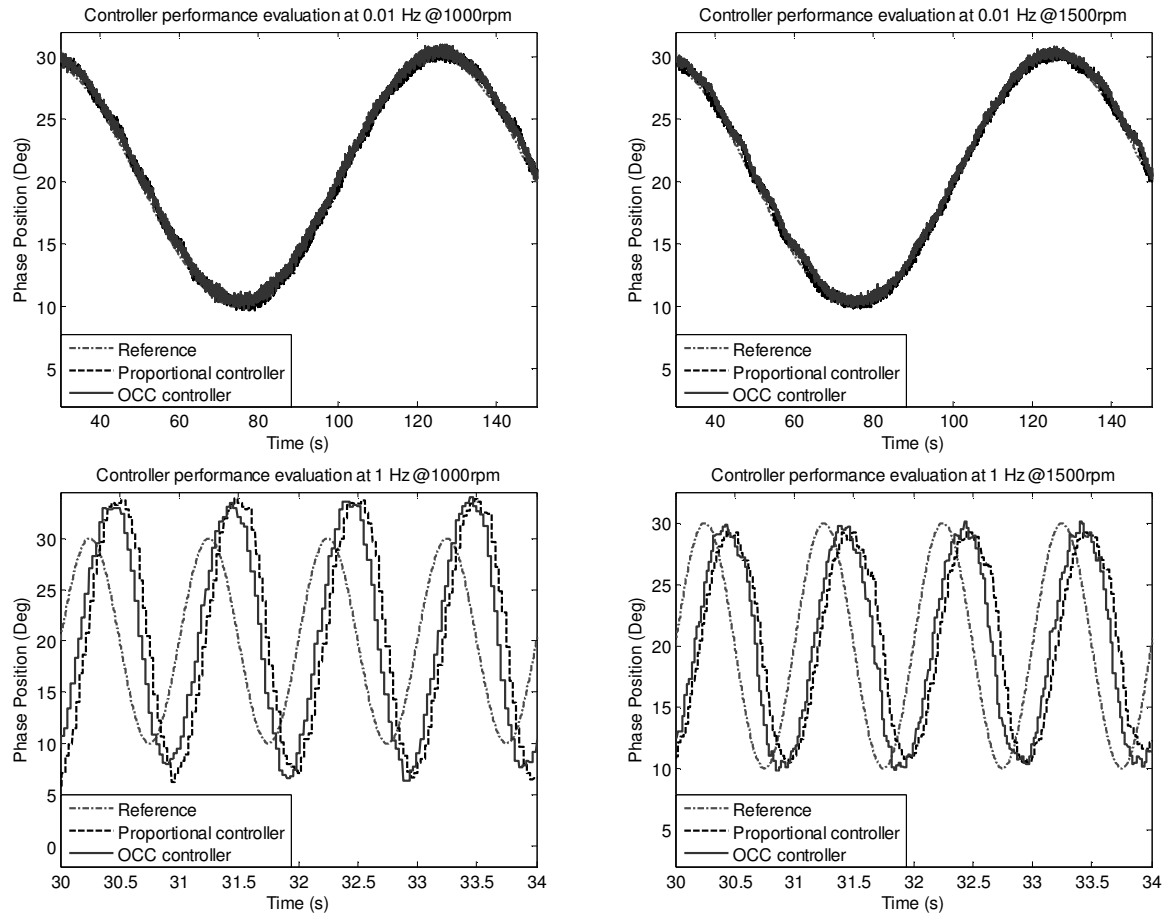 Controller performance evaluation at 0.01 Hz @1000rpm
30
25
20
15
10
5
Phase Position (Deg)
Reference
Proportional controller
OCC controller
40 60 80 100 120 140
Time (s)
Controller performance evaluation at 0.01 Hz @1500rpm
30
25
20
15
10
5
Phase Position (Deg)
Reference
Proportional controller
OCC controller
40 60 80 100 120 140
Time (s)
Controller performance evaluation at 1 Hz @1000rpm
30
25
20
15
10
5
0
Phase Position (Deg)
Reference
Proportional controller
OCC controller
30 30.5 31 31.5 32 32.5 33 33.5 34
Time (s)
Controller performance evaluation at 1 Hz @1500rpm
30
25
20
15
10
5
Phase Position (Deg)
Reference
Proportional controller
OCC controller
30 30.5 31 31.5 32 32.5 33 33.5 34
Time (s)